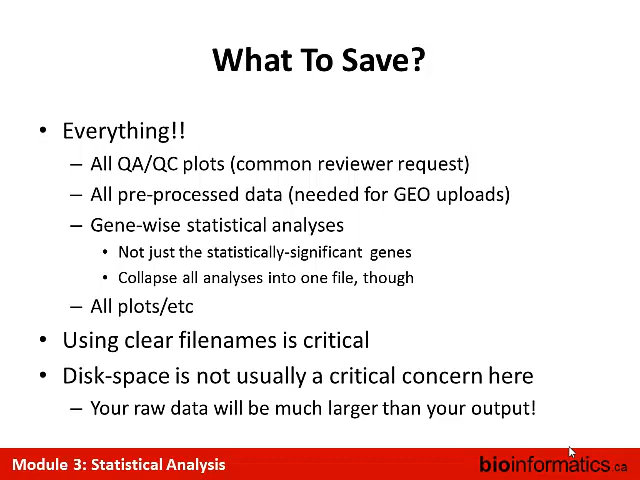 What To Save?
• Everything!!
– All QA/QC plots (common reviewer request)
– All pre-processed data (needed for GEO uploads)
– Gene-wise statistical analyses
• Not just the statistically-significant genes
• Collapse all analyses into one file, though
– All plots/etc
• Using clear filenames is critical
• Disk-space is not usually a critical concern here
– Your raw data will be much larger than your output!
Module 3: Statistical Analysis
bioinformatics.ca